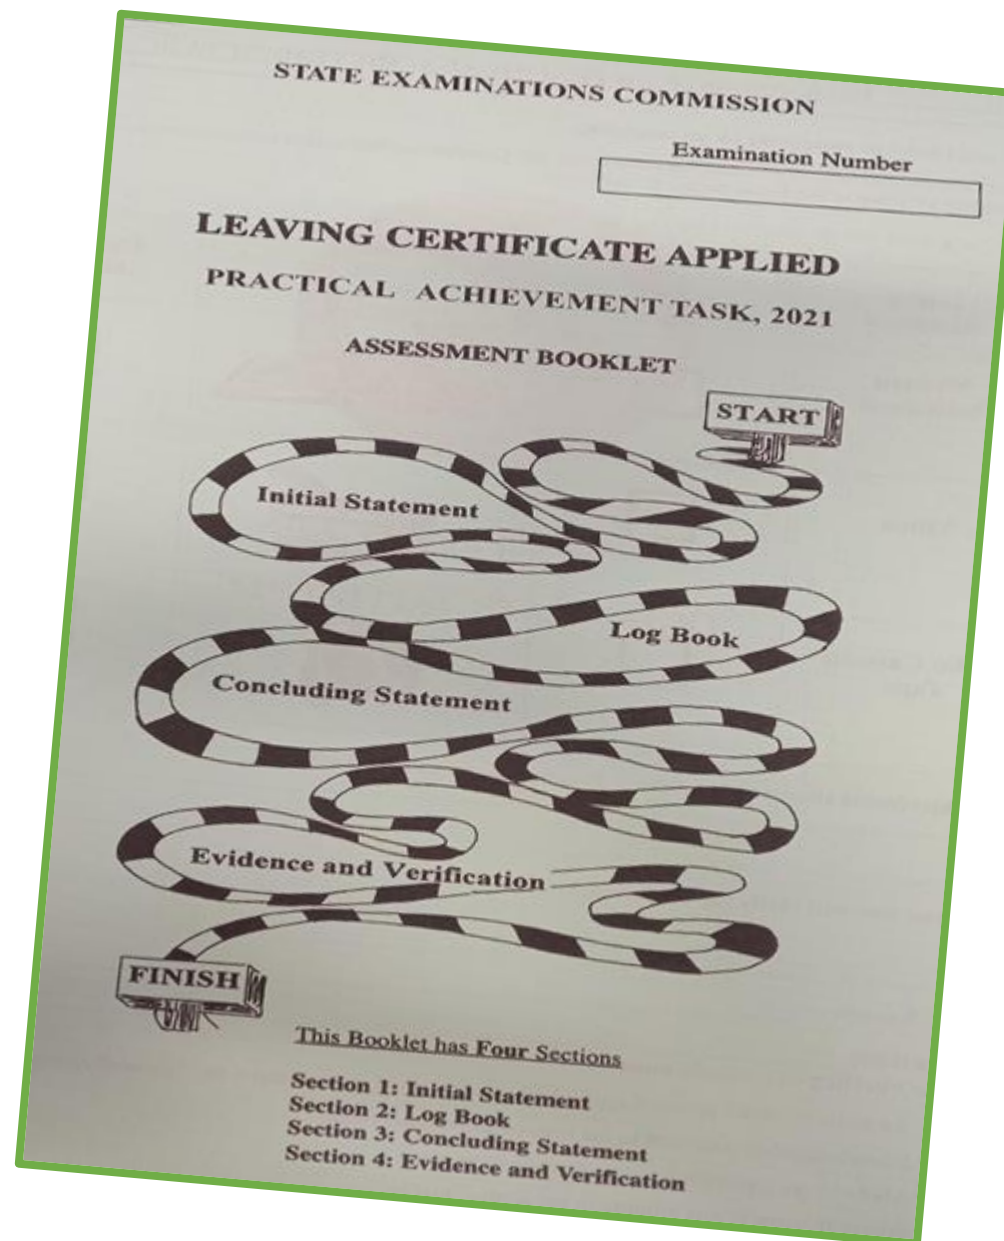 STATE EXAMINATIONS COMMISSION
Examination Number
LEAVING CERTIFICATE APPLIED
PRACTICAL ACHIEVEMENT TASK, 2021
ASSESSMENT BOOKLET
START
Initial Statement
Log Book
Concluding Statement
Evidence and Verification
FINISH
This Booklet has Four Sections
Section 1: Initial Statement
Section 2: Log Book
Section 3: Concluding Statement
Section 4: Evidence and Verification